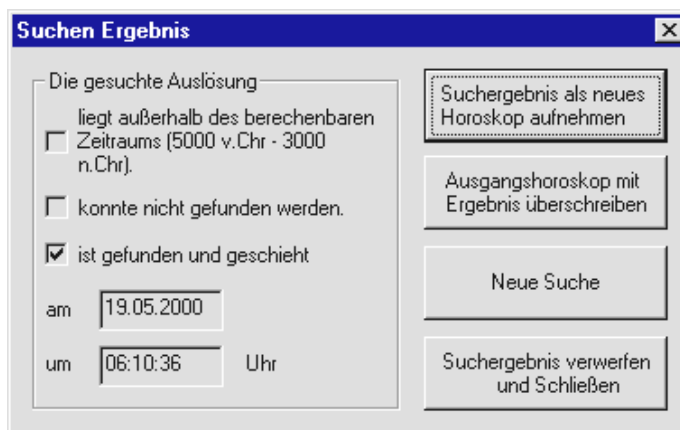 Suchen Ergebnis
Die gesuchte Auslösung
liegt außerhalb des berechenbaren
Zeitraums (5000 v.Chr - 3000
n.Chr).
konnte nicht gefunden werden.
ist gefunden und geschieht
am 19.05.2000
um 06:10:36 Uhr
Suchergebnis als neues
Horoskop aufnehmen
Ausgangshoroskop mit
Ergebnis überschreiben
Neue Suche
Suchergebnis verwerfen
und Schließen